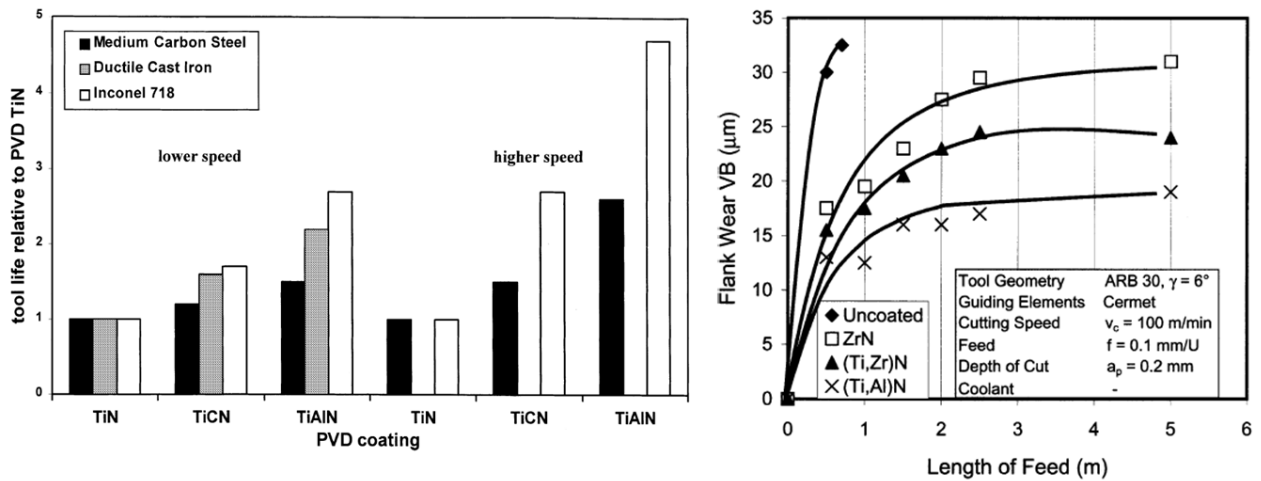 5
4
3
2
1
0
tool life relative to PVD TiN
Medium Carbon Steel
Ductile Cast Iron
Inconel 718
lower speed
higher speed
TiN TiCN TiAlN TiN TiCN TiAlN
PVD coating
35
30
25
20
15
10
5
0
Flank Wear VB (μm)
Uncoated
ZrN
(Ti,Zr)N
(Ti,Al)N
Tool Geometry ARB 30, γ = 6°
Guiding Elements Cermet
Cutting Speed vc = 100 m/min
Feed f = 0.1 mm/U
Depth of Cut ap = 0.2 mm
Coolant -
0 1 2 3 4 5 6
Length of Feed (m)